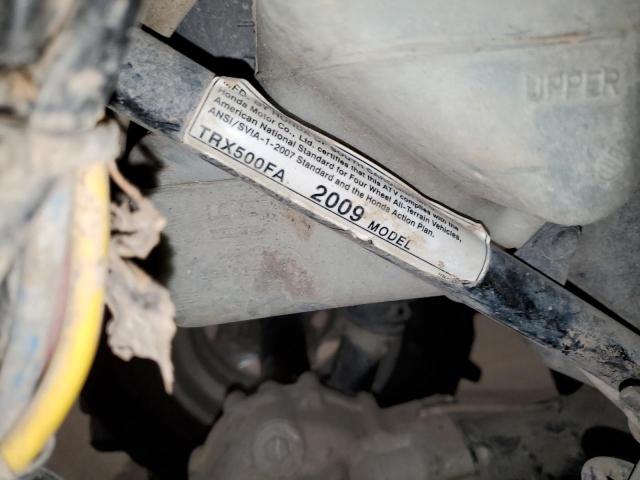 Honda Motor Co., Ltd. certifies that this ATV complies with the
American National Standard for Four Wheel All-Terrain Vehicles,
ANSI/SVIA-1-2007 Standard and the Honda Action Plan.
TRX500FA 2009 MODEL
UPPER